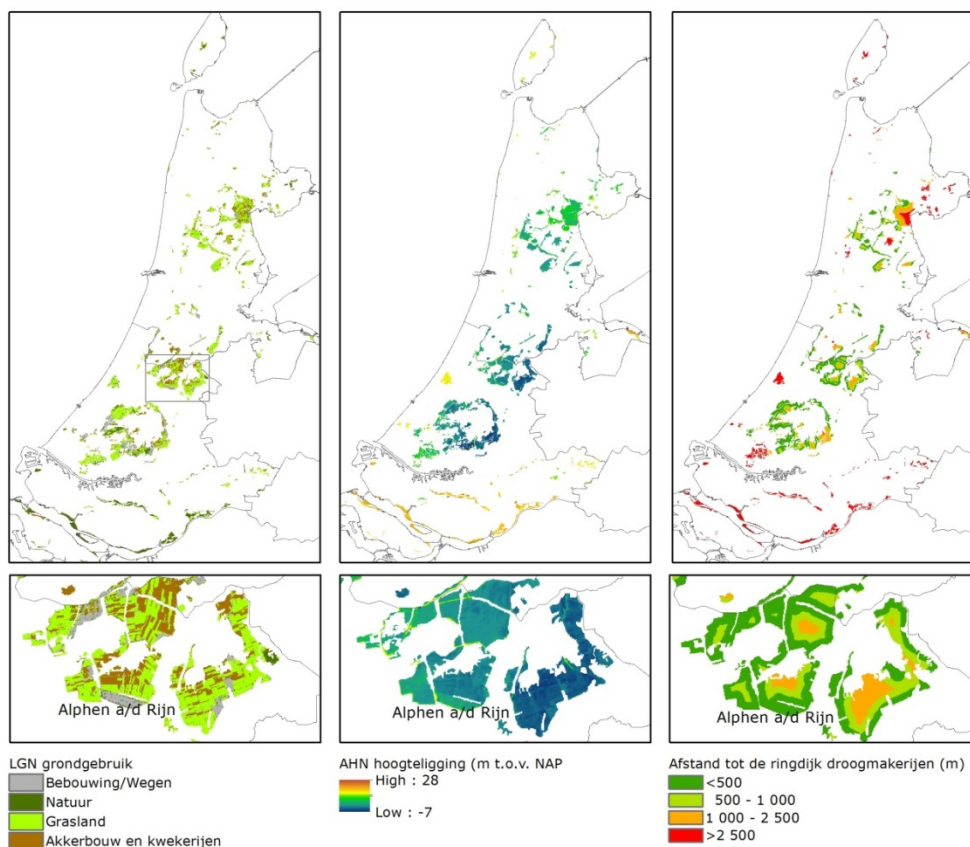 Alphen a/d Rijn
Alphen a/d Rijn
Alphen a/d Rijn
LGN grondgebruik
Bebouwing/Wegen
Natuur
Grasland
Akkerbouw en kwekerijen
AHN hoogteligging (m t.o.v. NAP
High : 28
Low : -7
Afstand tot de ringdijk droogmakerijen (m)
<500
500 - 1 000
1 000 - 2 500
>2 500